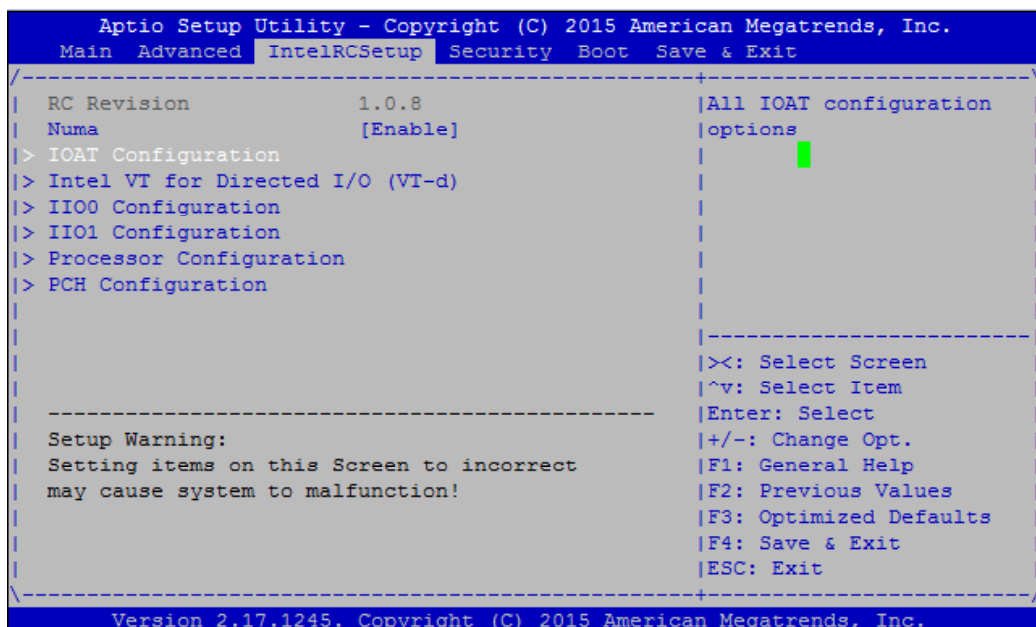 Aptio Setup Utility - Copyright (C) 2015 American Megatrends, Inc.
Main Advanced IntelRCSetup Security Boot Save & Exit
/----------------------------------------------------+-------------------------\
| RC Revision 1.0.8 |All IOAT configuration
| Numa [Enable] |options
|> IOAT Configuration |
|> Intel VT for Directed I/O (VT-d) |
|> IIO0 Configuration |
|> IIO1 Configuration |
|> Processor Configuration |
|> PCH Configuration |
| |
| |-------------------------|
| |><: Select Screen
| |^v: Select Item
| ----------------------------------------------- |Enter: Select
| Setup Warning: |+/-: Change Opt.
| Setting items on this Screen to incorrect |F1: General Help
| may cause system to malfunction! |F2: Previous Values
| |F3: Optimized Defaults
| |F4: Save & Exit
| |ESC: Exit
\----------------------------------------------------+-------------------------/
Version 2.17.1245. Copyright (C) 2015 American Megatrends, Inc.